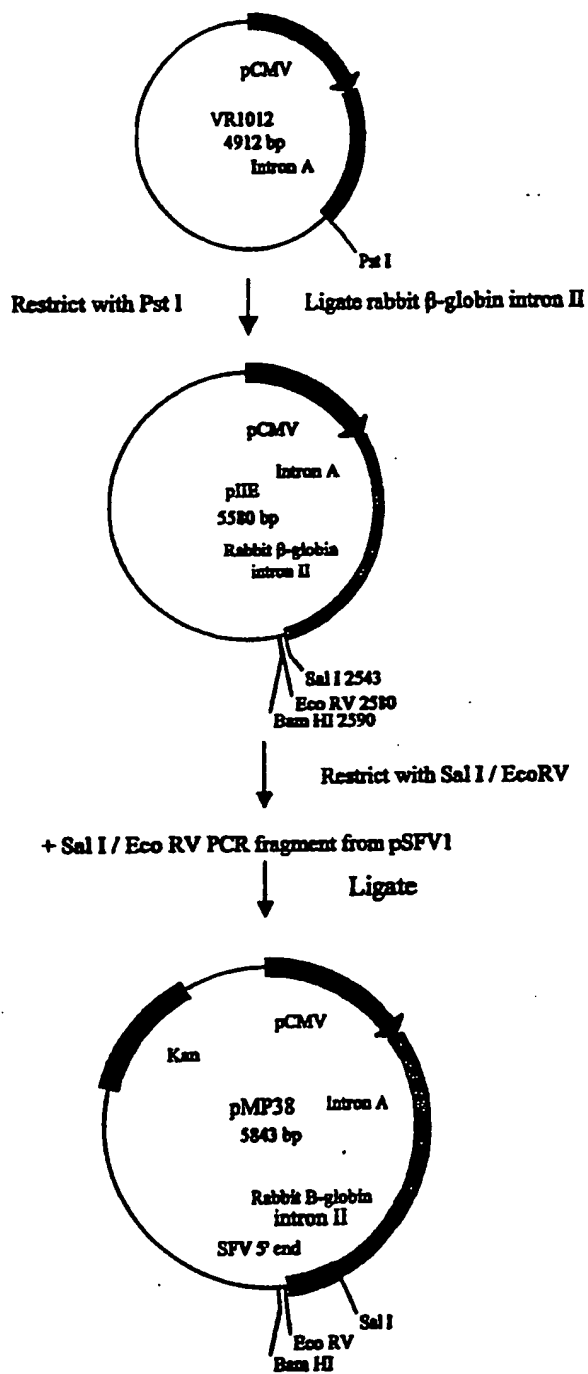 pCMV
VR1012
4912 bp
Intron A
Pst I
Restrict with Pst 1
Ligate rabbit β-globin intron II
pCMV
Intron A
pIIE
5580 bp
Rabbit β-globin
intron II
Sal I 2543
Eco RV 2580
Bam HI 2590
Restrict with Sal I / EcoRV
+ Sal I / Eco RV PCR fragment from pSFV1
Ligate
pCMV
Kan
pMP38
Intron A
5843 bp
Rabbit B-globin
intron II
SFV 5' end
Sal I
Eco RV
Bam HI